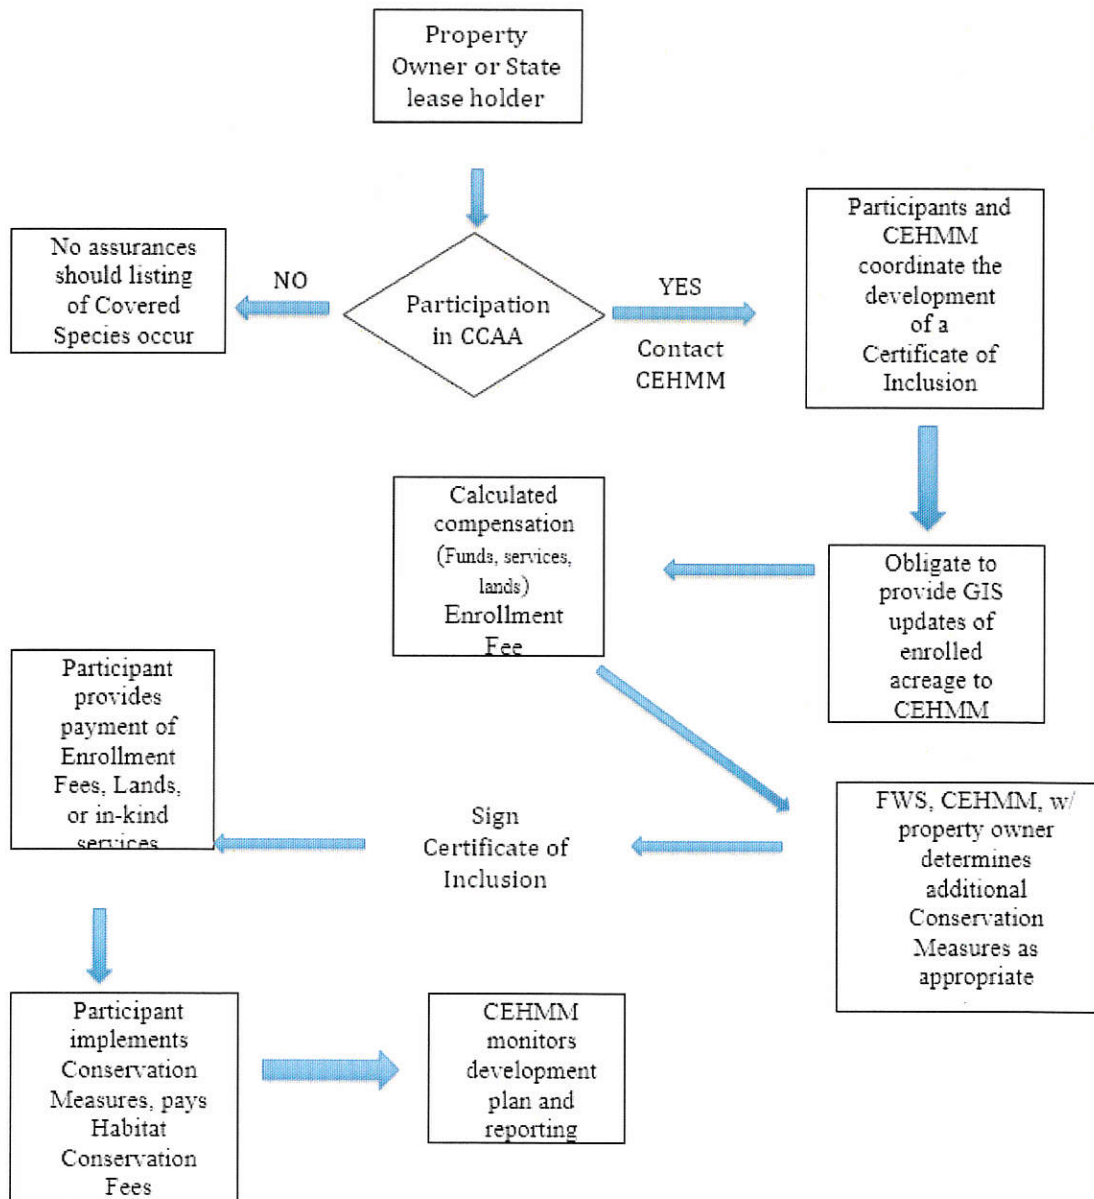 Property
Owner or State
lease holder
Participation
in CCAA
NO
No assurances
should listing
of Covered
Species occur
YES
Contact
CEHMM
Participants and
CEHMM
coordinate the
development
of a
Certificate of
Inclusion
Obligate to
provide GIS
updates of
enrolled
acreage to
CEHMM
Calculated
compensation
(Funds, services,
lands)
Enrollment
Fee
FWS, CEHMM, w/
property owner
determines
additional
Conservation
Measures as
appropriate
.
Sign
Certificate of
Inclusion
Participant
provides
payment of
Enrollment
Fees, Lands,
or in-kind
services
Participant
implements
Conservation
Measures, pays
Habitat
Conservation
Fees
CEHMM
monitors
development
plan and
reporting